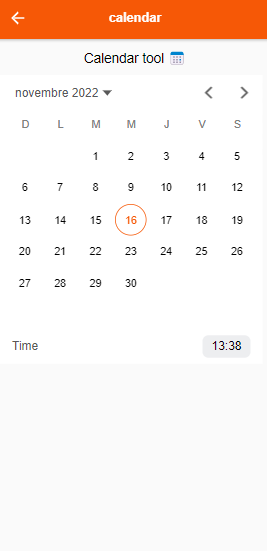 calendar
Calendar tool
novembre 2022
D L M M J V S
1 2 3 4 5
6 7 8 9 10 11 12
13 14 15 16 17 18 19
20 21 22 23 24 25 26
27 28 29 30
Time 13:38